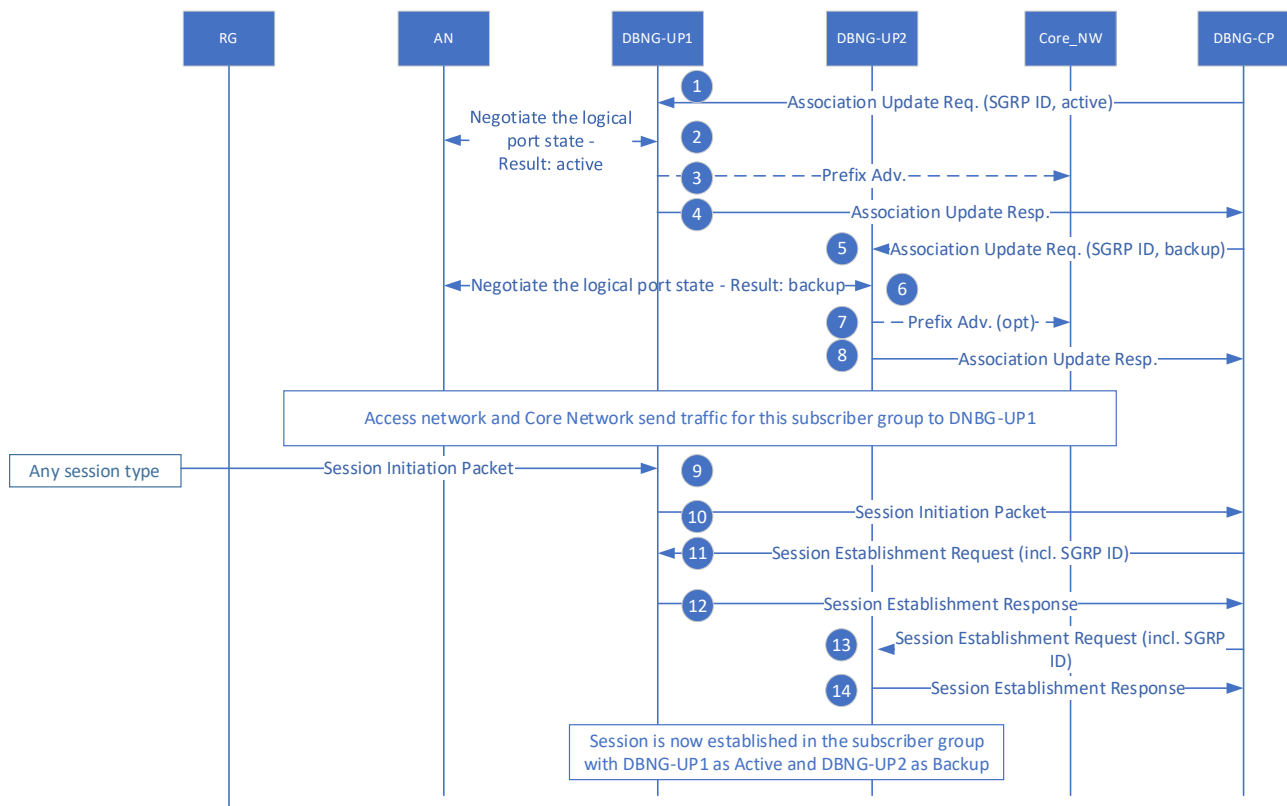 RG
AN
DBNG-UP1
DBNG-UP2
Core_NW
DBNG-CP
1
Association Update Req. (SGRP ID, active)
Negotiate the logical
port state -
Result: active
2
3
Prefix Adv.
4
Association Update Resp.
5
Association Update Req. (SGRP ID, backup)
Negotiate the logical port state - Result: backup
6
7
Prefix Adv. (opt)
8
Association Update Resp.
Access network and Core Network send traffic for this subscriber group to DNBG-UP1
Any session type
Session Initiation Packet
9
10
Session Initiation Packet
11
Session Establishment Request (incl. SGRP ID)
12
Session Establishment Response
13
Session Establishment Request (incl. SGRP
ID)
14
Session Establishment Response
Session is now established in the subscriber group
with DBNG-UP1 as Active and DBNG-UP2 as Backup